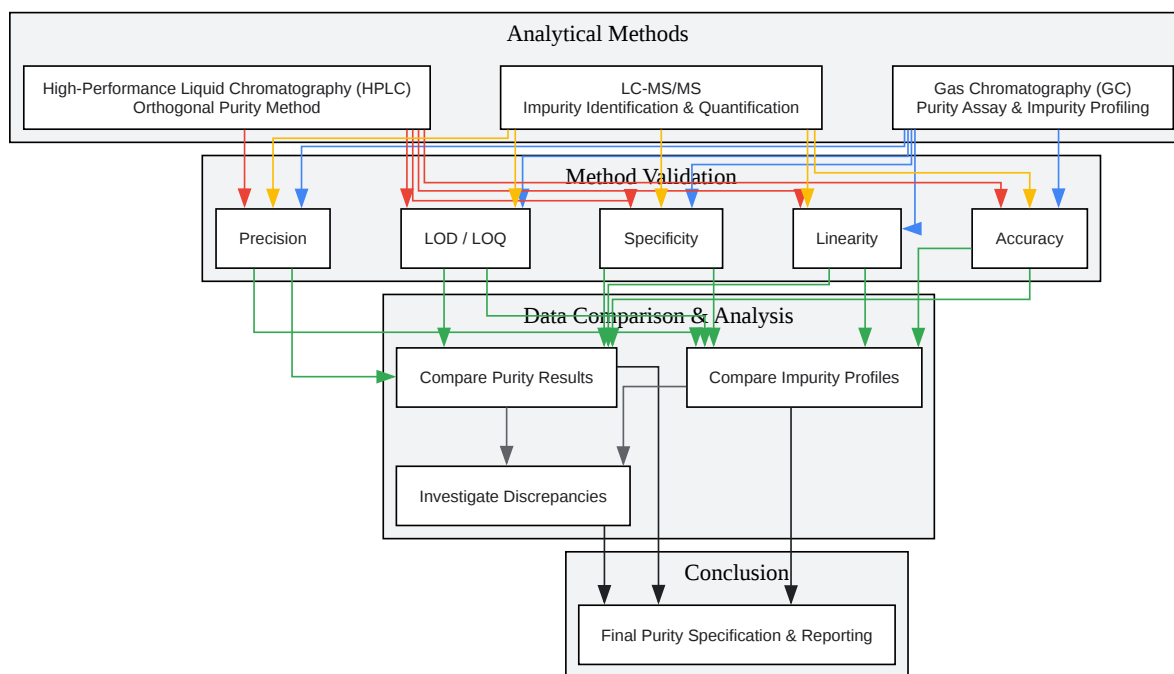 Analytical Methods
High-Performance Liquid Chromatography (HPLC)
Orthogonal Purity Method
LC-MS/MS
Impurity Identification & Quantification
Gas Chromatography (GC)
Purity Assay & Impurity Profiling
Method Validation
Precision
LOD / LOQ
Specificity
Linearity
Accuracy
Data Comparison & Analysis
Compare Purity Results
Compare Impurity Profiles
Investigate Discrepancies
Conclusion
Final Purity Specification & Reporting